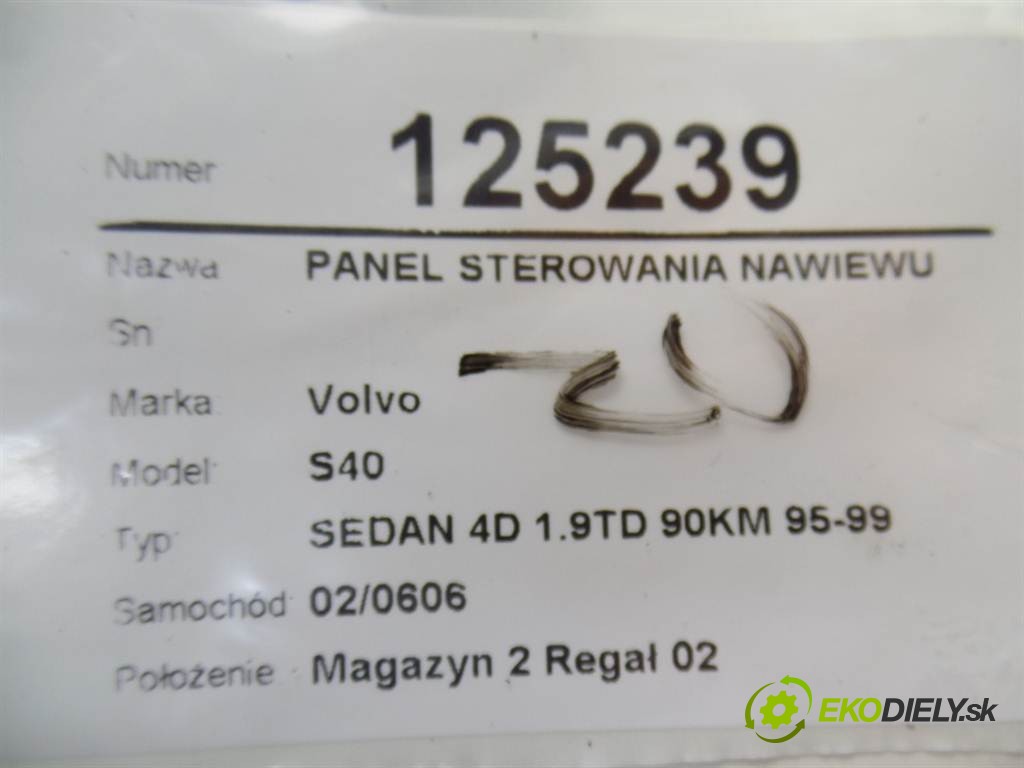 Numer 125239
Nazwa PANEL STEROWANIA NAWIEWU
Sn
Marka Volvo
Model: S40
Typ: SEDAN 4D 1.9TD 90KM 95-99
Samochód: 02/0606
Położenie Magazyn 2 Regał 02
EKODIELY.sk